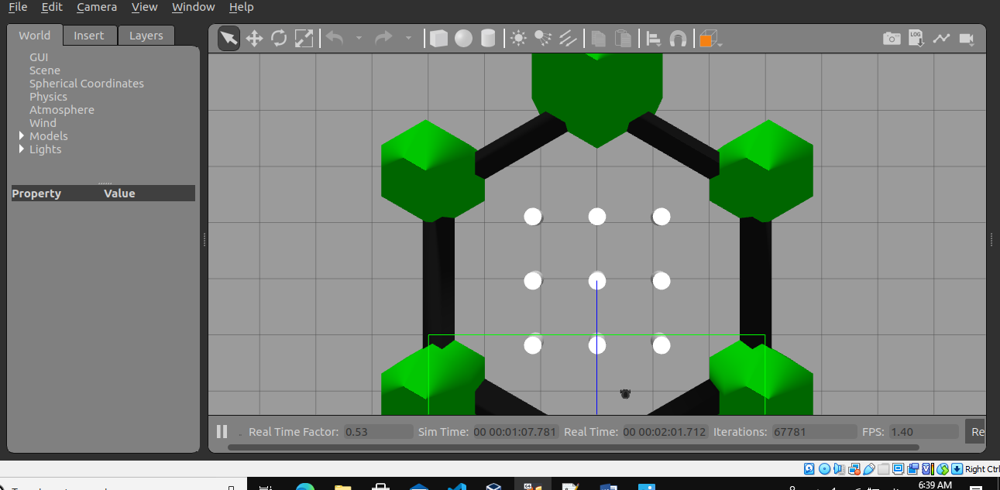 File Edit Camera View Window Help
World Insert Layers
LOG
GUI
Scene
Spherical Coordinates
Physics
Atmosphere
Wind
Models
Lights
Property Value
Real Time Factor: 0.53 Sim Time: 00 00:01:07.781 Real Time: 00 00:02:01.712 Iterations: 67781 FPS: 1.40 Re
Right Ctrl
6:39 AM